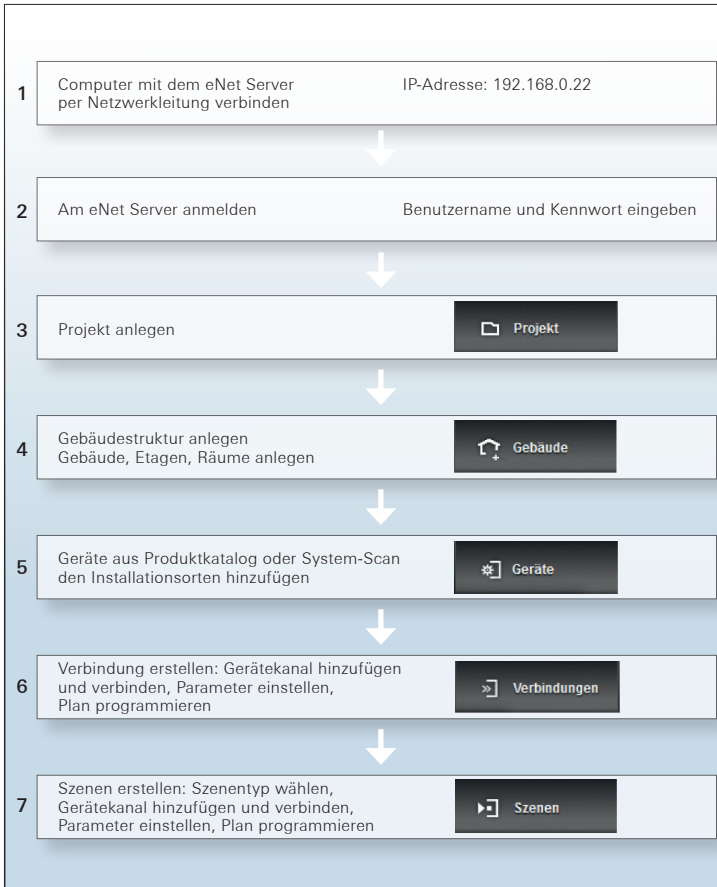 1
Computer mit dem eNet Server
per Netzwerkleitung verbinden
IP-Adresse: 192.168.0.22
2
Am eNet Server anmelden
Benutzername und Kennwort eingeben
3
Projekt anlegen
Projekt
4
Gebäudestruktur anlegen
Gebäude, Etagen, Räume anlegen
Gebäude
5
Geräte aus Produktkatalog oder System-Scan
den Installationsorten hinzufügen
Geräte
6
Verbindung erstellen: Gerätekanal hinzufügen
und verbinden, Parameter einstellen,
Plan programmieren
Verbindungen
7
Szenen erstellen: Szenentyp wählen,
Gerätekanal hinzufügen und verbinden,
Parameter einstellen, Plan programmieren
Szenen